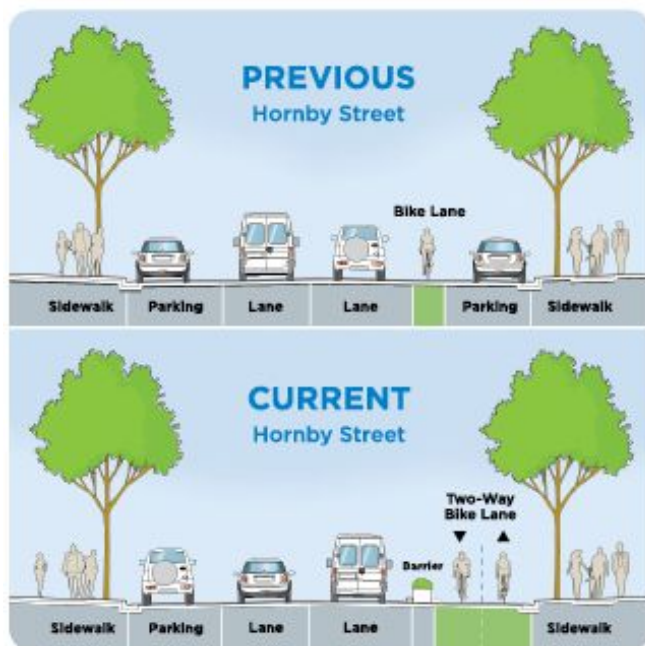 PREVIOUS
Hornby Street
Bike Lane
Sidewalk Parking Lane Lane Parking Sidewalk
CURRENT
Hornby Street
Two-Way
Bike Lane
Barrier
Sidewalk Parking Lane Lane Sidewalk